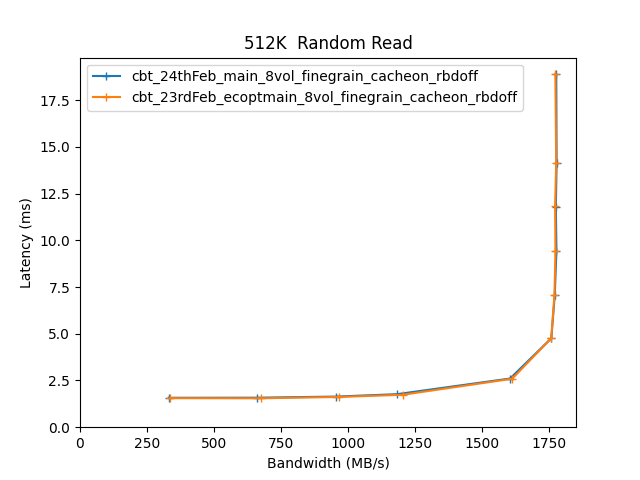 512K  Random Read
cbt_24thFeb_main_8vol_finegrain_cacheon_rbdoff
cbt_23rdFeb_ecoptmain_8vol_finegrain_cacheon_rbdoff
17.5
15.0
12.5
10.0
7.5
5.0
2.5
0.0
Latency (ms)
0 250 500 750 1000 1250 1500 1750
Bandwidth (MB/s)